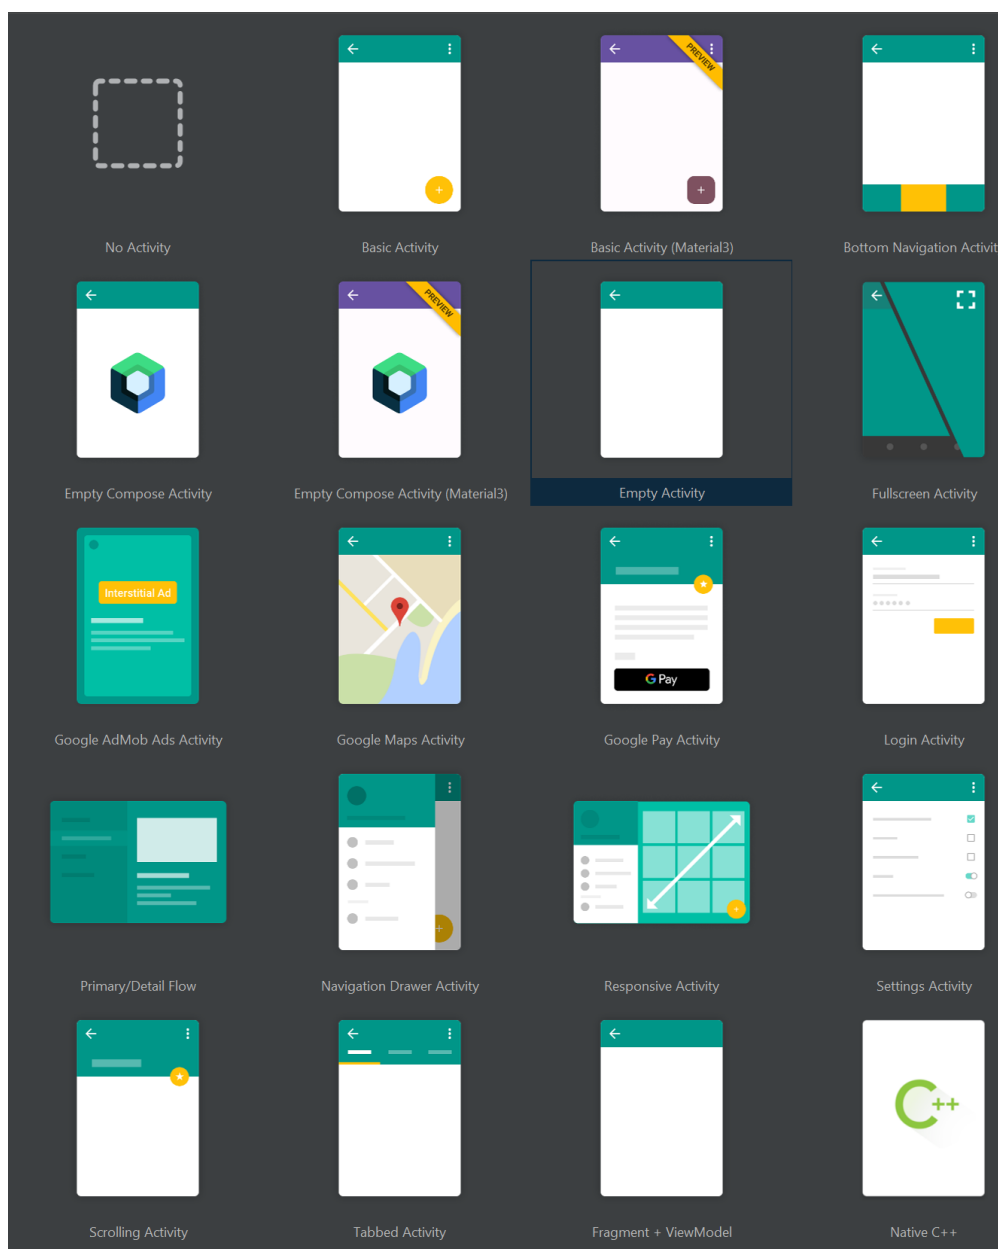 PREVIEW
No Activity
Basic Activity
Basic Activity (Material3)
Bottom Navigation Activit
PREVIEW
Empty Compose Activity
Empty Compose Activity (Material3)
Empty Activity
Fullscreen Activity
Interstitial Ad
G Pay
Google AdMob Ads Activity
Google Maps Activity
Google Pay Activity
Login Activity
Primary/Detail Flow
Navigation Drawer Activity
Responsive Activity
Settings Activity
C++
Scrolling Activity
Tabbed Activity
Fragment + ViewModel
Native C++